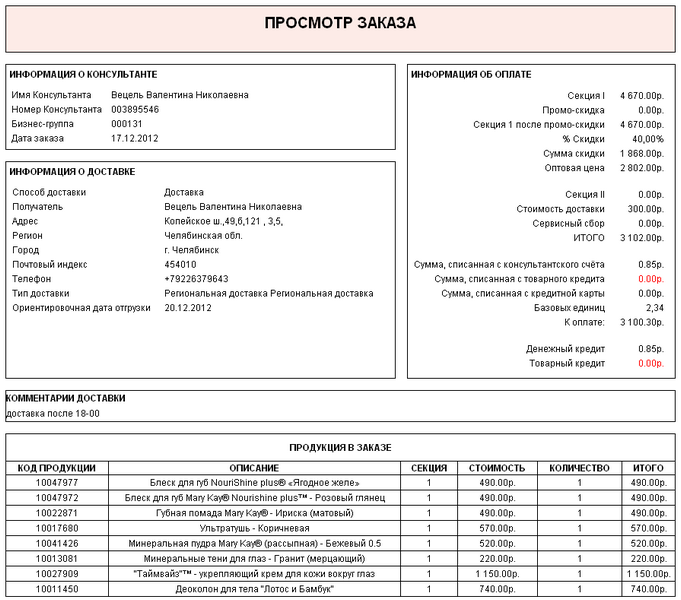 ПРОСМОТР ЗАКАЗА
ИНФОРМАЦИЯ О КОНСУЛЬТАНТЕ
Имя Консультанта Вецель Валентина Николаевна
Номер Консультанта 003895546
Бизнес-группа 000131
Дата заказа 17.12.2012
ИНФОРМАЦИЯ О ДОСТАВКЕ
Способ доставки Доставка
Получатель Вецель Валентина Николаевна
Адрес Копейское ш.,49,6,121 , 3,5,
Регион Челябинская обл.
Город г. Челябинск
Почтовый индекс 454010
Телефон +79226379643
Тип доставки Региональная доставка Региональная доставка
Ориентировочная дата отгрузки 20.12.2012
ИНФОРМАЦИЯ ОБ ОПЛАТЕ
Секция I 4 670.00р.
Промо-скидка 0.00р.
Секция 1 после промо-скидки 4 670.00р.
% Скидки 40,00%
Сумма скидки 1 868.00р.
Оптовая цена 2 802.00р.
Секция II 0.00р.
Стоимость доставки 300.00р.
Сервисный сбор 0.00р.
ИТОГО 3 102.00р.
Сумма, списанная с консультантского счёта 0.85р.
Сумма, списанная с товарного кредита 0.00р.
Сумма, списанная с кредитной карты 0.00р.
Базовых единиц 2,34
К оплате: 3 100.30р.
Денежный кредит 0.85р.
Товарный кредит 0.00р.
КОММЕНТАРИИ ДОСТАВКИ
доставка после 18-00
ПРОДУКЦИЯ В ЗАКАЗЕ
КОД ПРОДУКЦИИ ОПИСАНИЕ СЕКЦИЯ СТОИМОСТЬ КОЛИЧЕСТВО ИТОГО
10047977 Блеск для губ NouriShine plus® «Ягодное желе» 1 490.00р. 1 490.00р.
10047972 Блеск для губ Mary Kay® Nourishine plus™ - Розовый глянец 1 490.00р. 1 490.00р.
10022871 Губная помада Mary Kay® - Ириска (матовый) 1 490.00р. 1 490.00р.
10017680 Ультратушь - Коричневая 1 570.00р. 1 570.00р.
10041426 Минеральная пудра Mary Kay® (рассыпная) - Бежевый 0.5 1 520.00р. 1 520.00р.
10013081 Минеральные тени для глаз - Гранит (мерцающий) 1 220.00р. 1 220.00р.
10027909 "Таймвайз"™ - укрепляющий крем для кожи вокруг глаз 1 1 150.00р. 1 1 150.00р.
10011450 Деоколон для тела "Лотос и Бамбук" 1 740.00р. 1 740.00р.